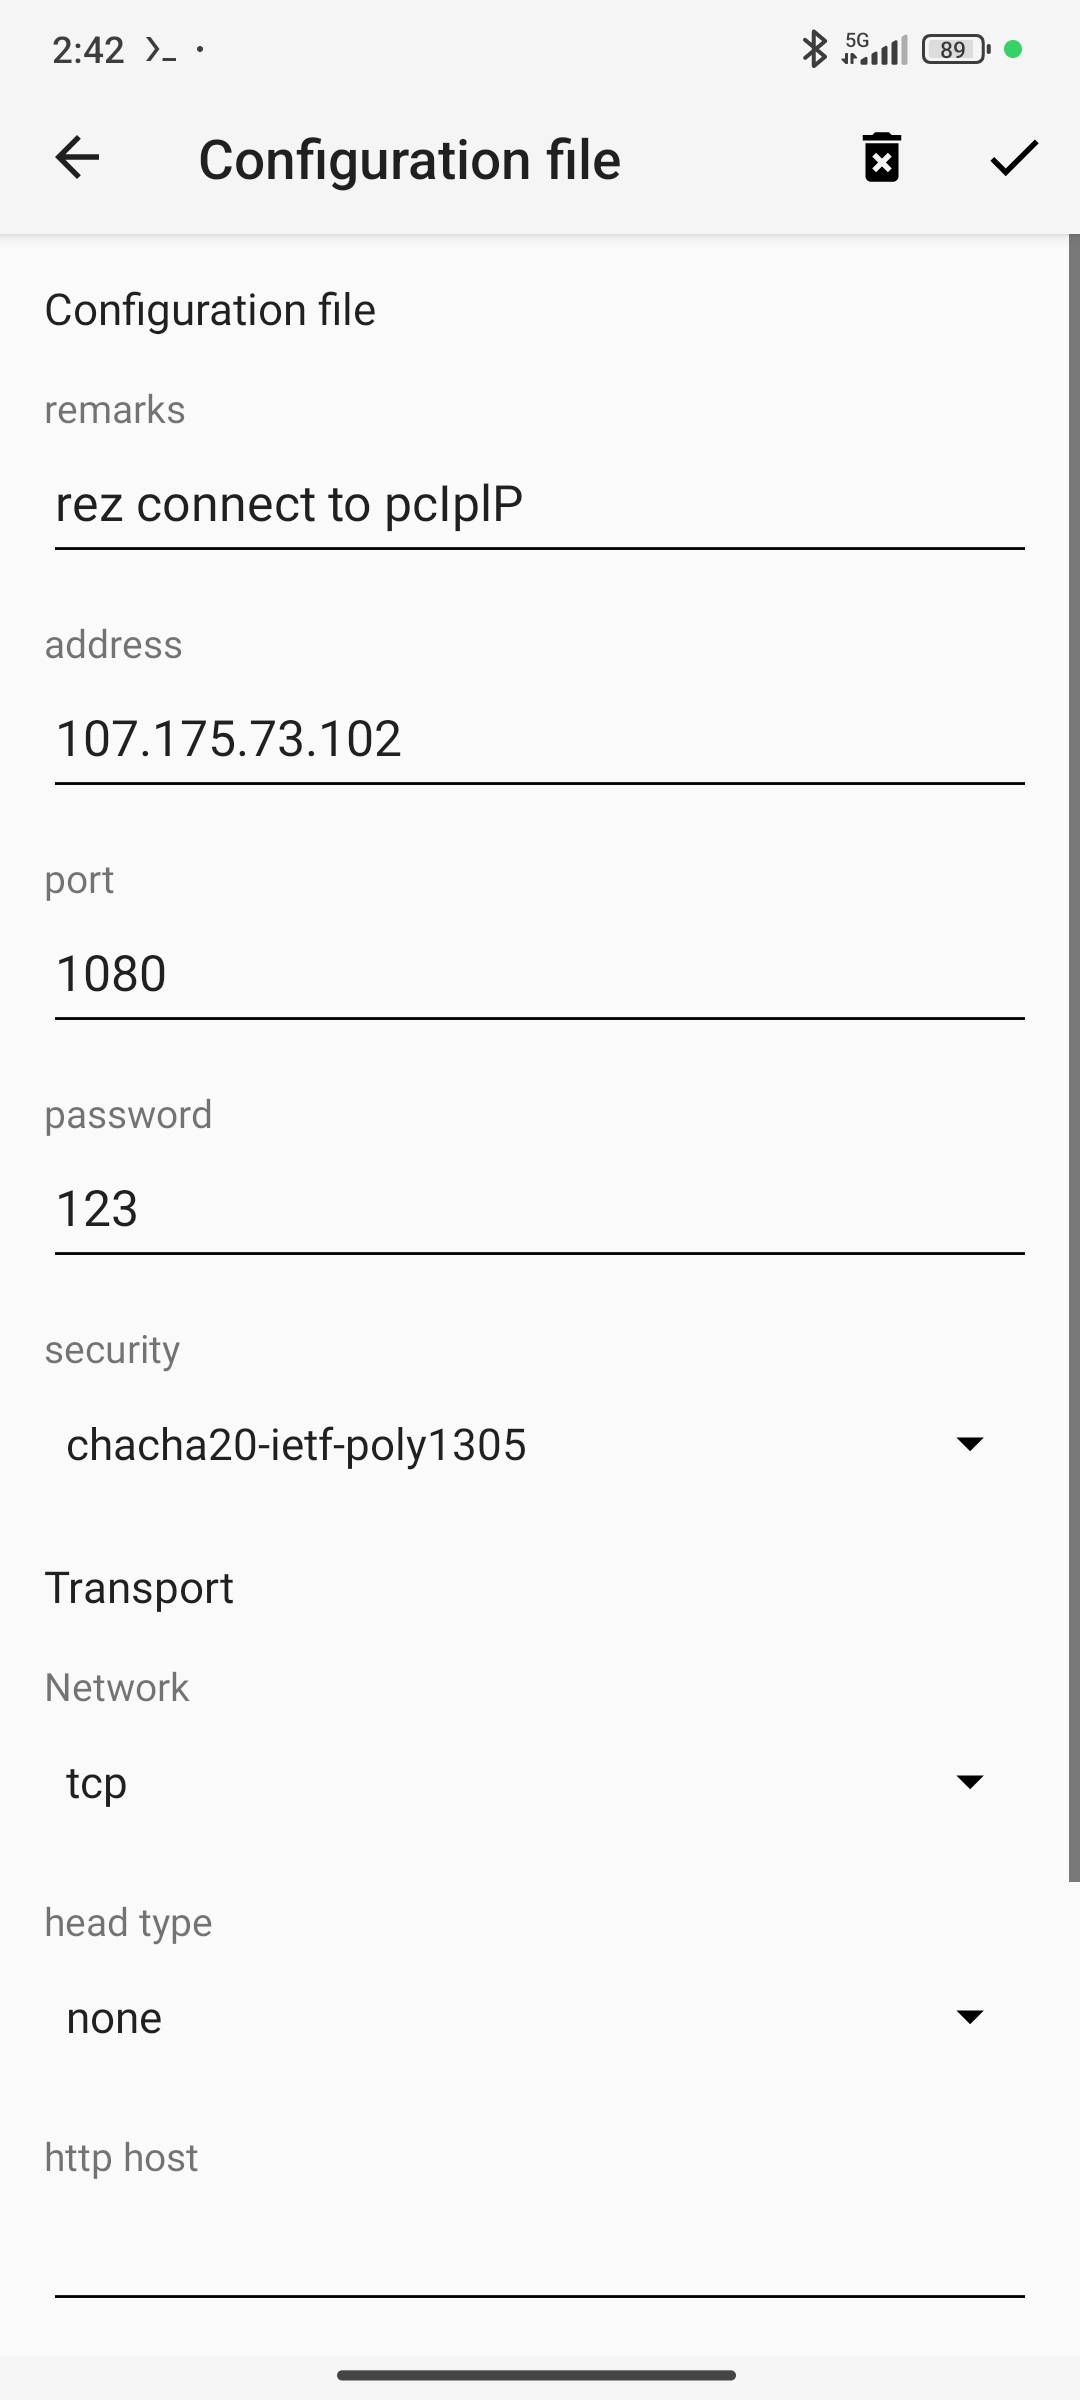 2:42
5G 89
Configuration file
Configuration file
remarks
rez connect to pcIpIP
address
107.175.73.102
port
1080
password
123
security
chacha20-ietf-poly1305
Transport
Network
tcp
head type
none
http host